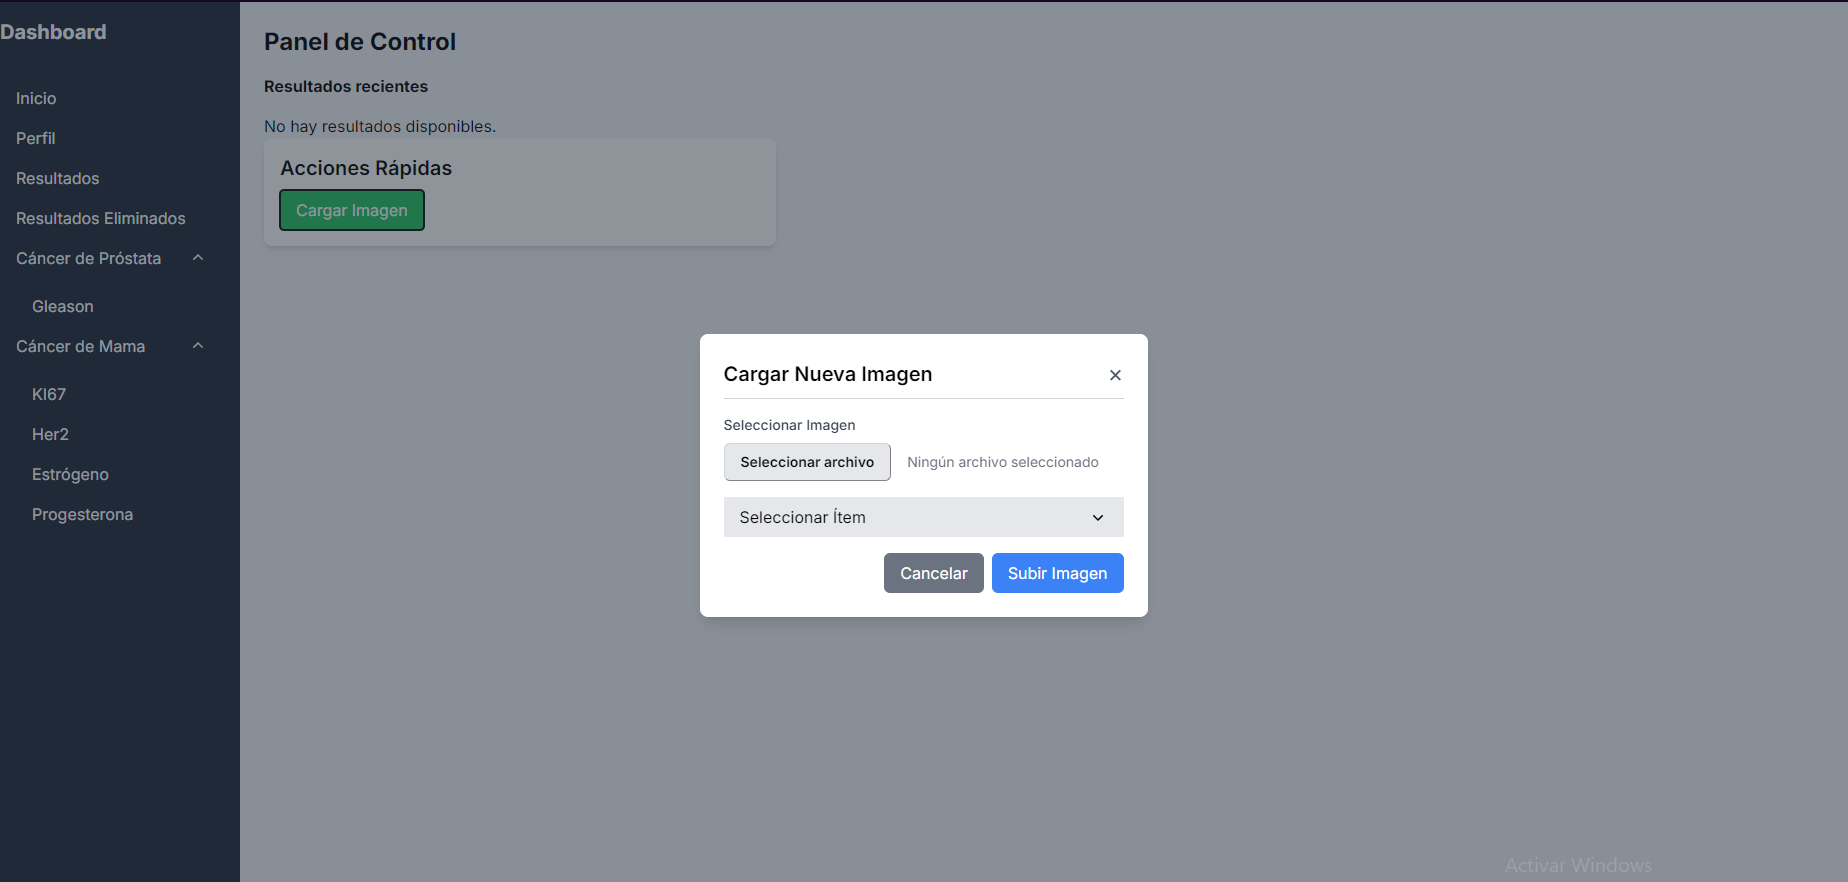 Dashboard
Inicio
Perfil
Resultados
Resultados Eliminados
Cáncer de Próstata
Gleason
Cáncer de Mama
KI67
Her2
Estrógeno
Progesterona
Panel de Control
Resultados recientes
No hay resultados disponibles.
Acciones Rápidas
Cargar Imagen
Cargar Nueva Imagen
Seleccionar Imagen
Seleccionar archivo Ningún archivo seleccionado
Seleccionar Ítem
Cancelar Subir Imagen
Activar Windows